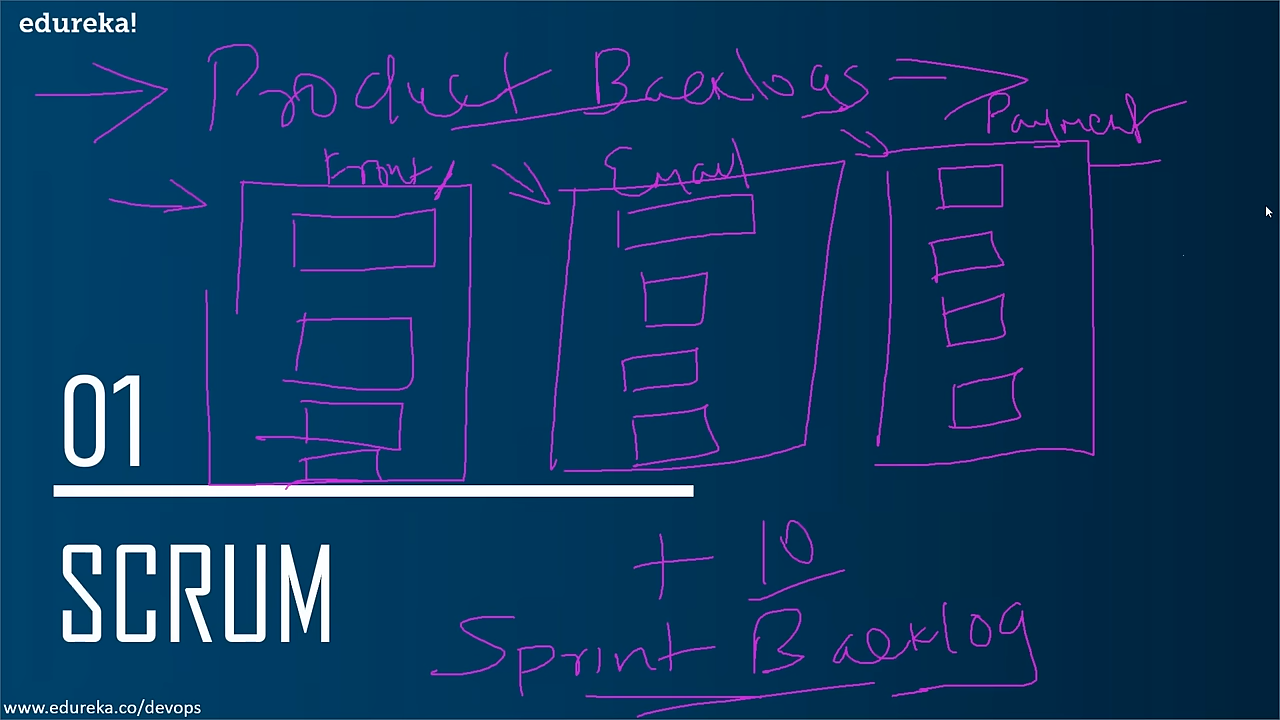 edureka!
Product Backlogs
Payment
Front
Email
01
SCRUM
+ 10
Sprint Backlog
www.edureka.co/devops